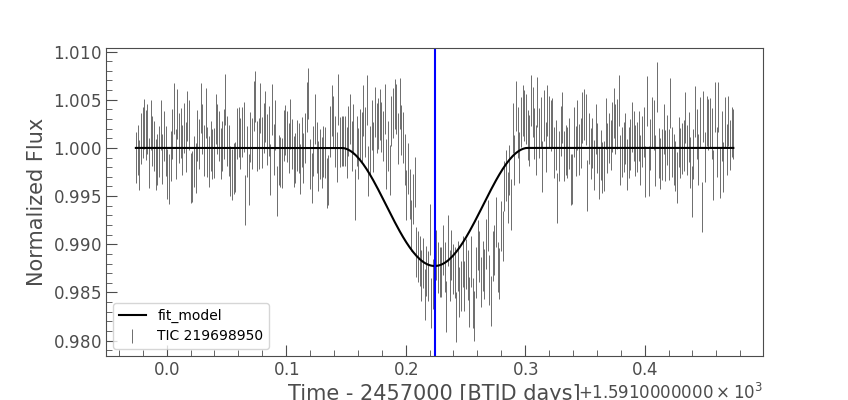 1.010
1.005
1.000
0.995
0.990
0.985
0.980
Normalized Flux
fit_model
TIC 219698950
0.0 0.1 0.2 0.3 0.4
Time - 2457000 [BTJD days]
+1.5910000000 × 10³